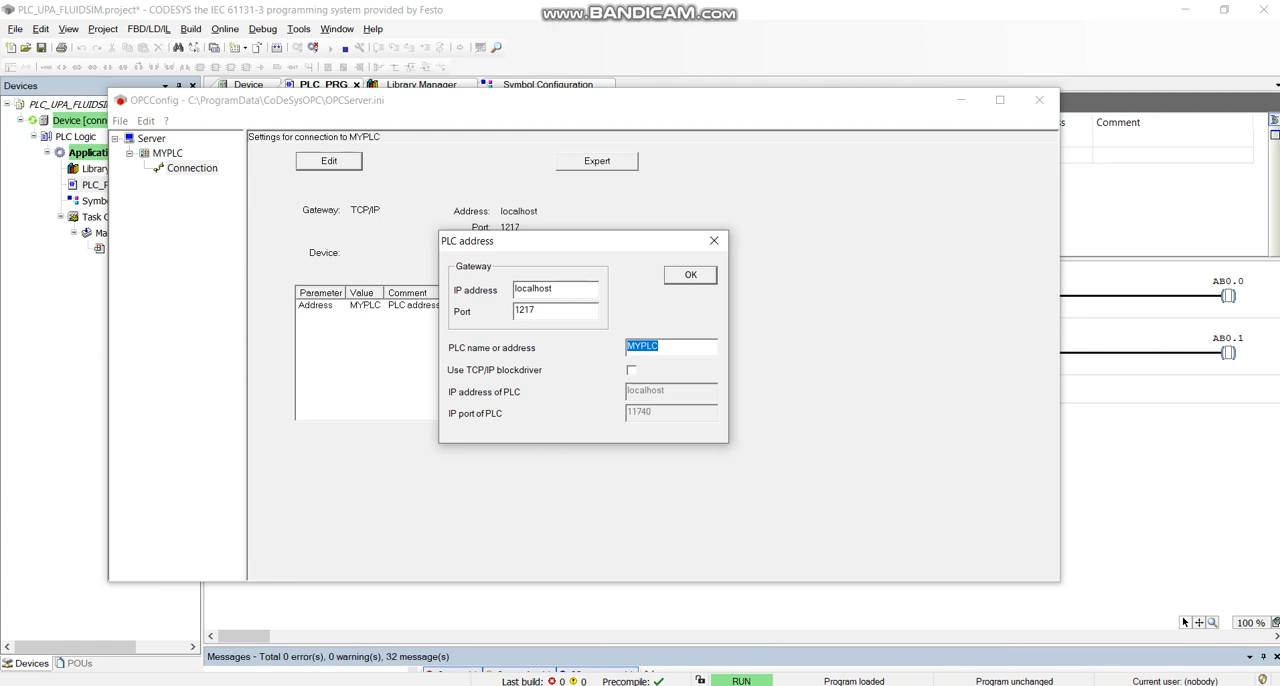 PLC_UPA_FLUIDSIM.project* - CODESYS the IEC 61131-3 programming system provided by Festo
www.BANDICAM.com
File Edit View Project FBD/LD/IL Build Online Debug Tools Window Help
Devices
Device PLC_PRG Library Manager Symbol Configuration
PLC_UPA_FLUIDSI
Device [conn
PLC Logic
Applicati
Library
PLC_P
Symb
Task C
Ma
OPCConfig - C:\ProgramData\CoDeSysOPC\OPCServer.ini
File Edit ?
Server
MYPLC
Connection
Settings for connection to MYPLC
Edit Expert
Gateway: TCP/IP Address: localhost
Port: 1217
Device:
Parameter Value Comment
Address MYPLC PLC address
PLC address
Gateway
IP address localhost
Port 1217
OK
PLC name or address MYPLC
Use TCP/IP blockdriver
IP address of PLC localhost
IP port of PLC 11740
Comment
AB0.0
AB0.1
100 %
Devices POUs
Messages - Total 0 error(s), 0 warning(s), 32 message(s)
Last build: 0 0 Precompile: RUN Program loaded Program unchanged Current user: (nobody)